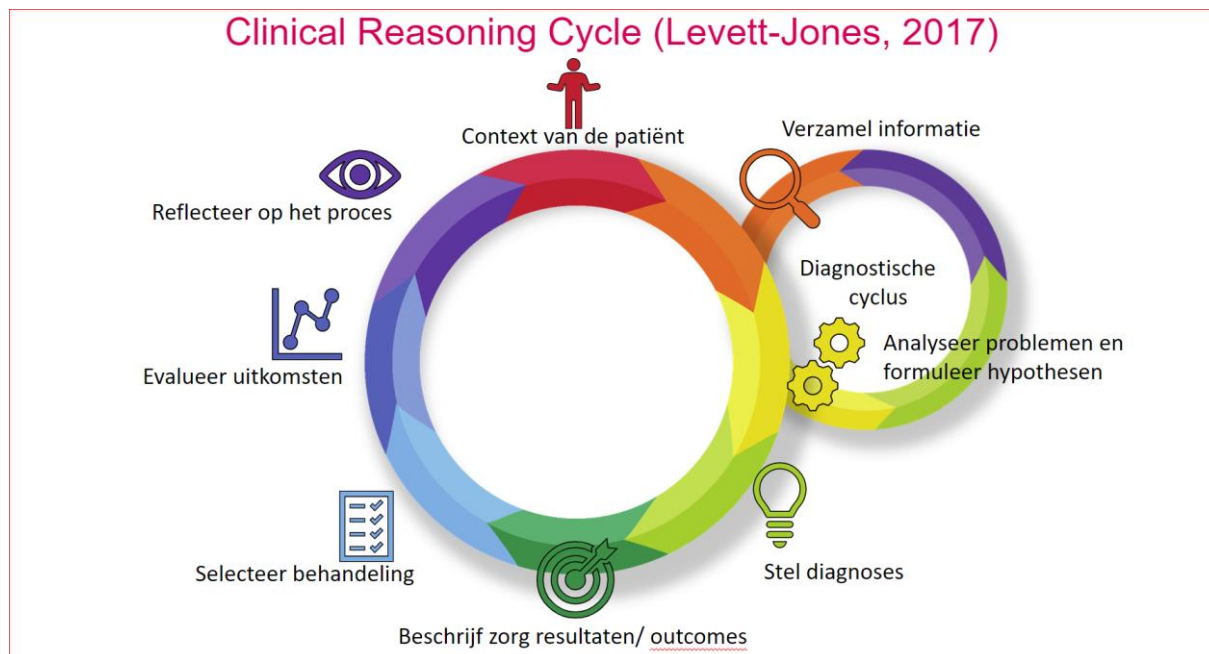 Clinical Reasoning Cycle (Levett-Jones, 2017)
Context van de patiënt
Verzamel informatie
Reflecteer op het proces
Diagnostische
cyclus
Analyseer problemen en
formuleer hypothesen
Evalueer uitkomsten
Selecteer behandeling
Stel diagnoses
Beschrijf zorg resultaten/ outcomes